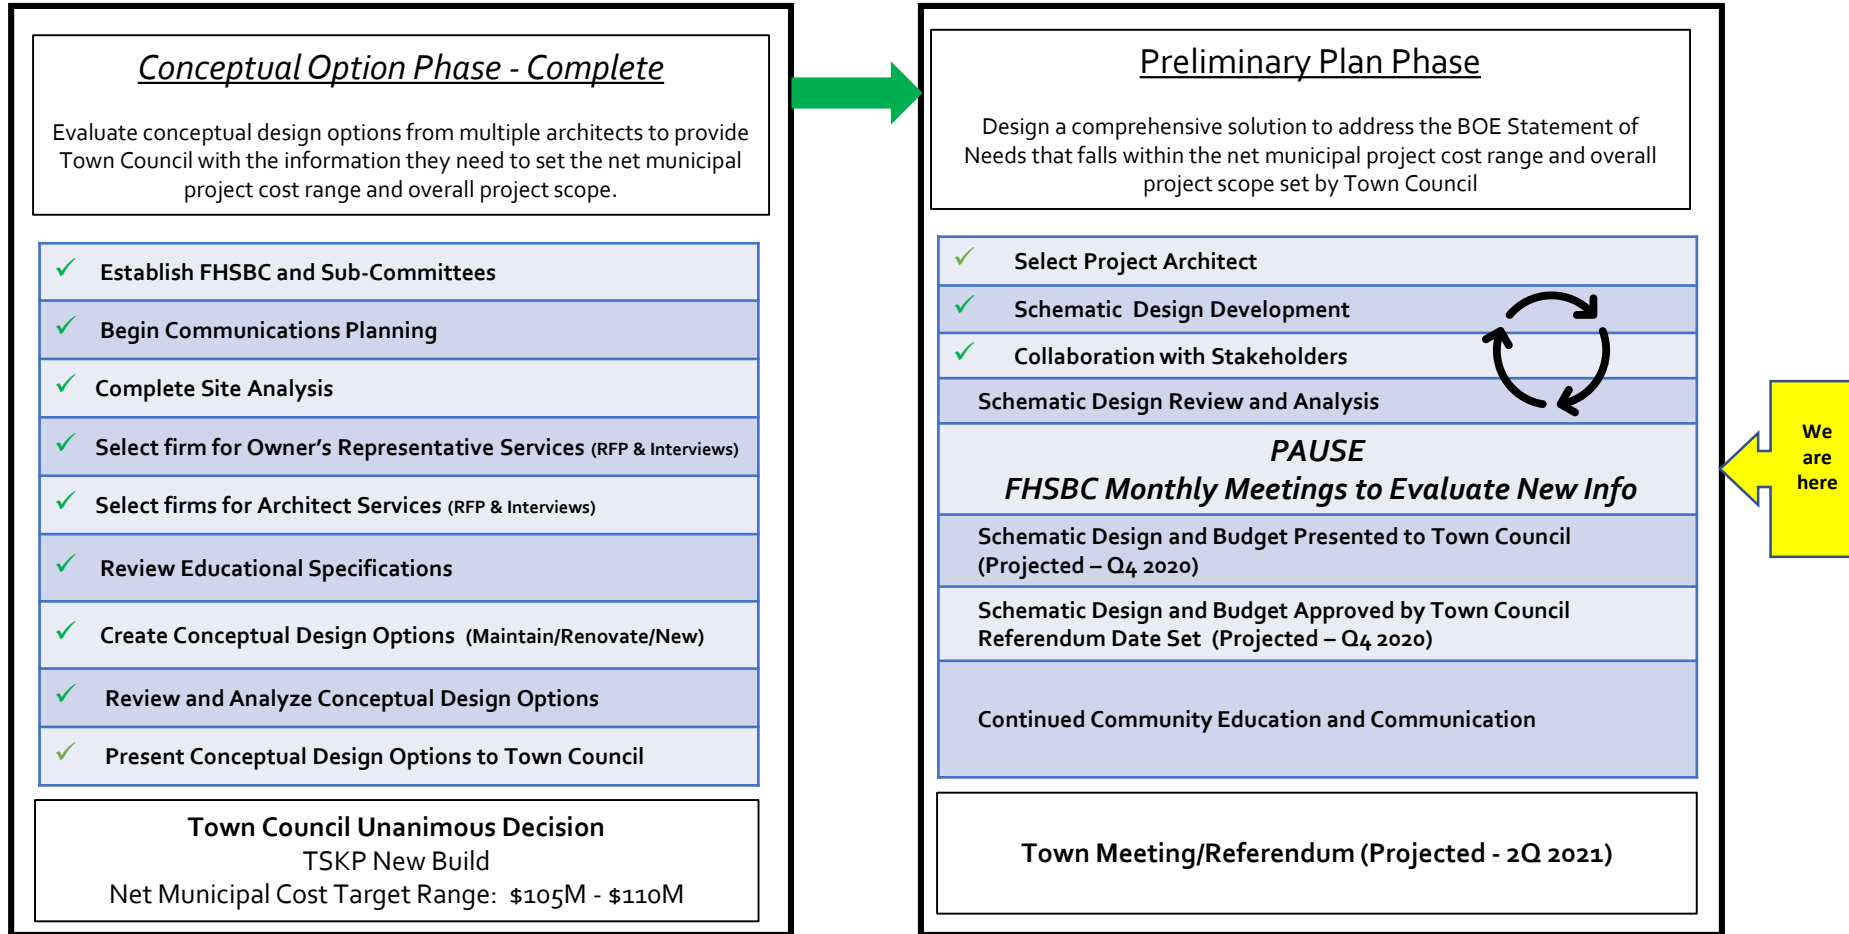 Conceptual Option Phase - Complete
Evaluate conceptual design options from multiple architects to provide
Town Council with the information they need to set the net municipal
project cost range and overall project scope.
✓ Establish FHSBC and Sub-Committees
✓ Begin Communications Planning
✓ Complete Site Analysis
✓ Select firm for Owner’s Representative Services (RFP & Interviews)
✓ Select firms for Architect Services (RFP & Interviews)
✓ Review Educational Specifications
✓ Create Conceptual Design Options (Maintain/Renovate/New)
✓ Review and Analyze Conceptual Design Options
✓ Present Conceptual Design Options to Town Council
Town Council Unanimous Decision
TSKP New Build
Net Municipal Cost Target Range: $105M - $110M
Preliminary Plan Phase
Design a comprehensive solution to address the BOE Statement of
Needs that falls within the net municipal project cost range and overall
project scope set by Town Council
✓ Select Project Architect
✓ Schematic Design Development
✓ Collaboration with Stakeholders
Schematic Design Review and Analysis
PAUSE
FHSBC Monthly Meetings to Evaluate New Info
Schematic Design and Budget Presented to Town Council
(Projected – Q4 2020)
Schematic Design and Budget Approved by Town Council
Referendum Date Set (Projected – Q4 2020)
Continued Community Education and Communication
Town Meeting/Referendum (Projected - 2Q 2021)
We
are
here